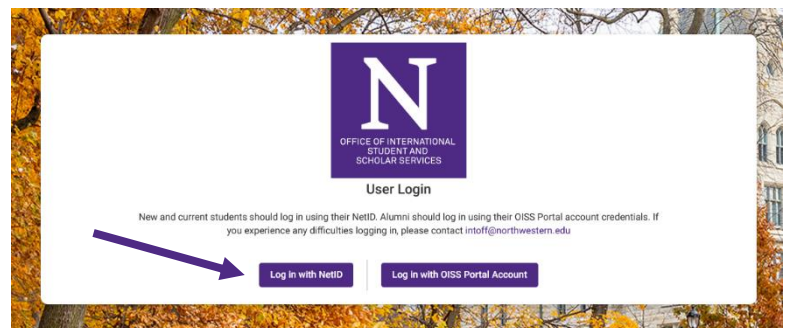 N
OFFICE OF INTERNATIONAL
STUDENT AND
SCHOLAR SERVICES
User Login
New and current students should log in using their NetID. Alumni should log in using their OISS Portal account credentials. If
you experience any difficulties logging in, please contact intoff@northwestern.edu
Log in with NetID
Log in with OISS Portal Account